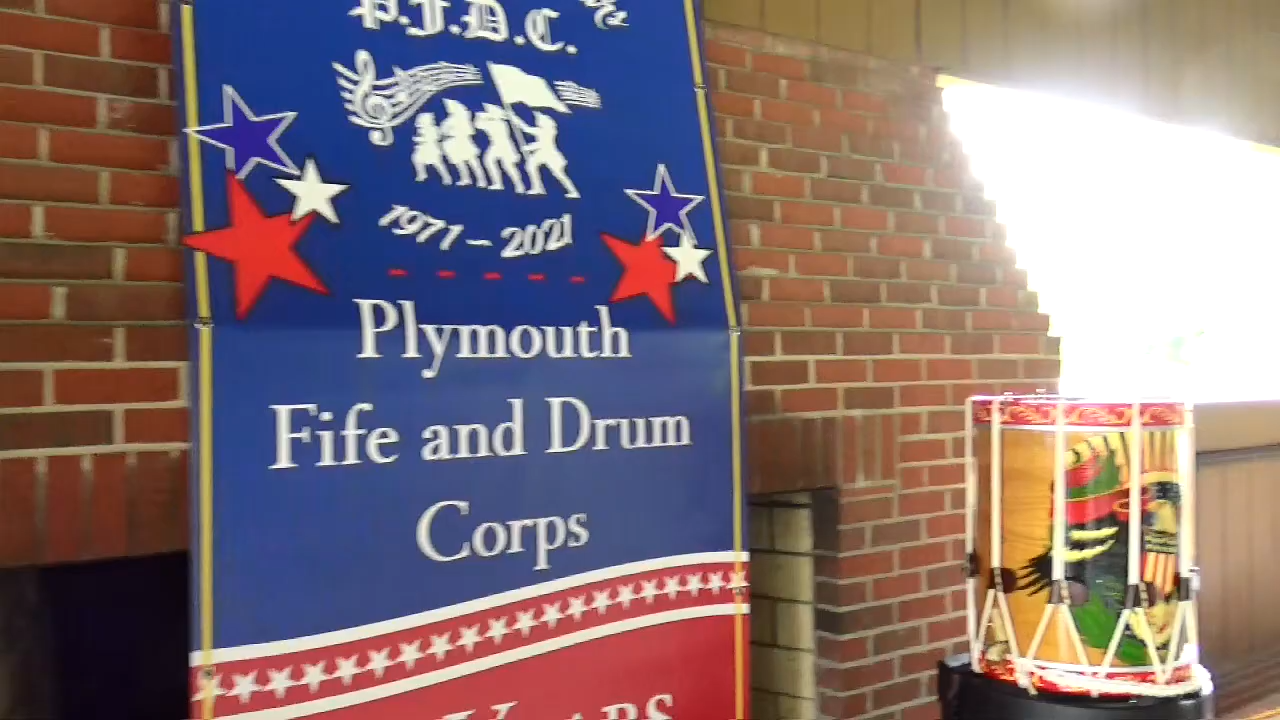 P.F.D.C.
1971 – 2021
Plymouth
Fife and Drum
Corps